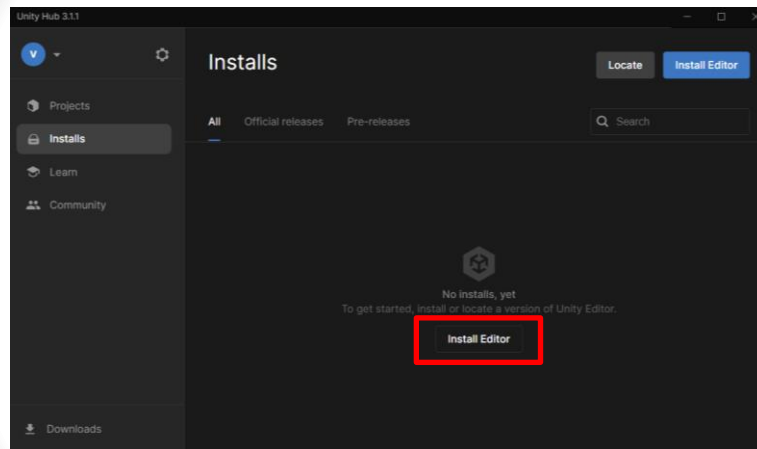 Unity Hub 3.1.1
V
Installs
Locate
Install Editor
Projects
Installs
Learn
Community
All
Official releases
Pre-releases
Search
No installs, yet
To get started, install or locate a version of Unity Editor.
Install Editor
Downloads